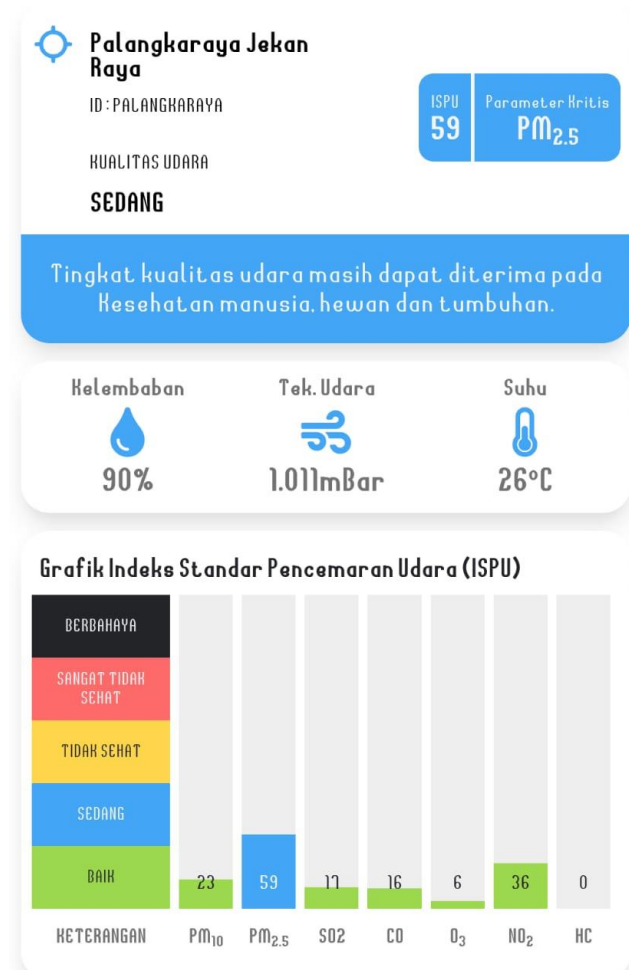 Palangkaraya Jekan
Raya
ID : PALANGKARAYA
KUALITAS UDARA
SEDANG
ISPU
59
Parameter Kritis
PM2.5
Tingkat kualitas udara masih dapat diterima pada
Kesehatan manusia, hewan dan tumbuhan.
Kelembaban
90%
Tek. Udara
1.011mBar
Suhu
26°C
Grafik Indeks Standar Pencemaran Udara (ISPU)
BERBAHAYA
SANGAT TIDAK
SEHAT
TIDAK SEHAT
SEDANG
BAIK
23 59 17 16 6 36 0
KETERANGAN PM10 PM2.5 SO2 CO O3 NO2 HC